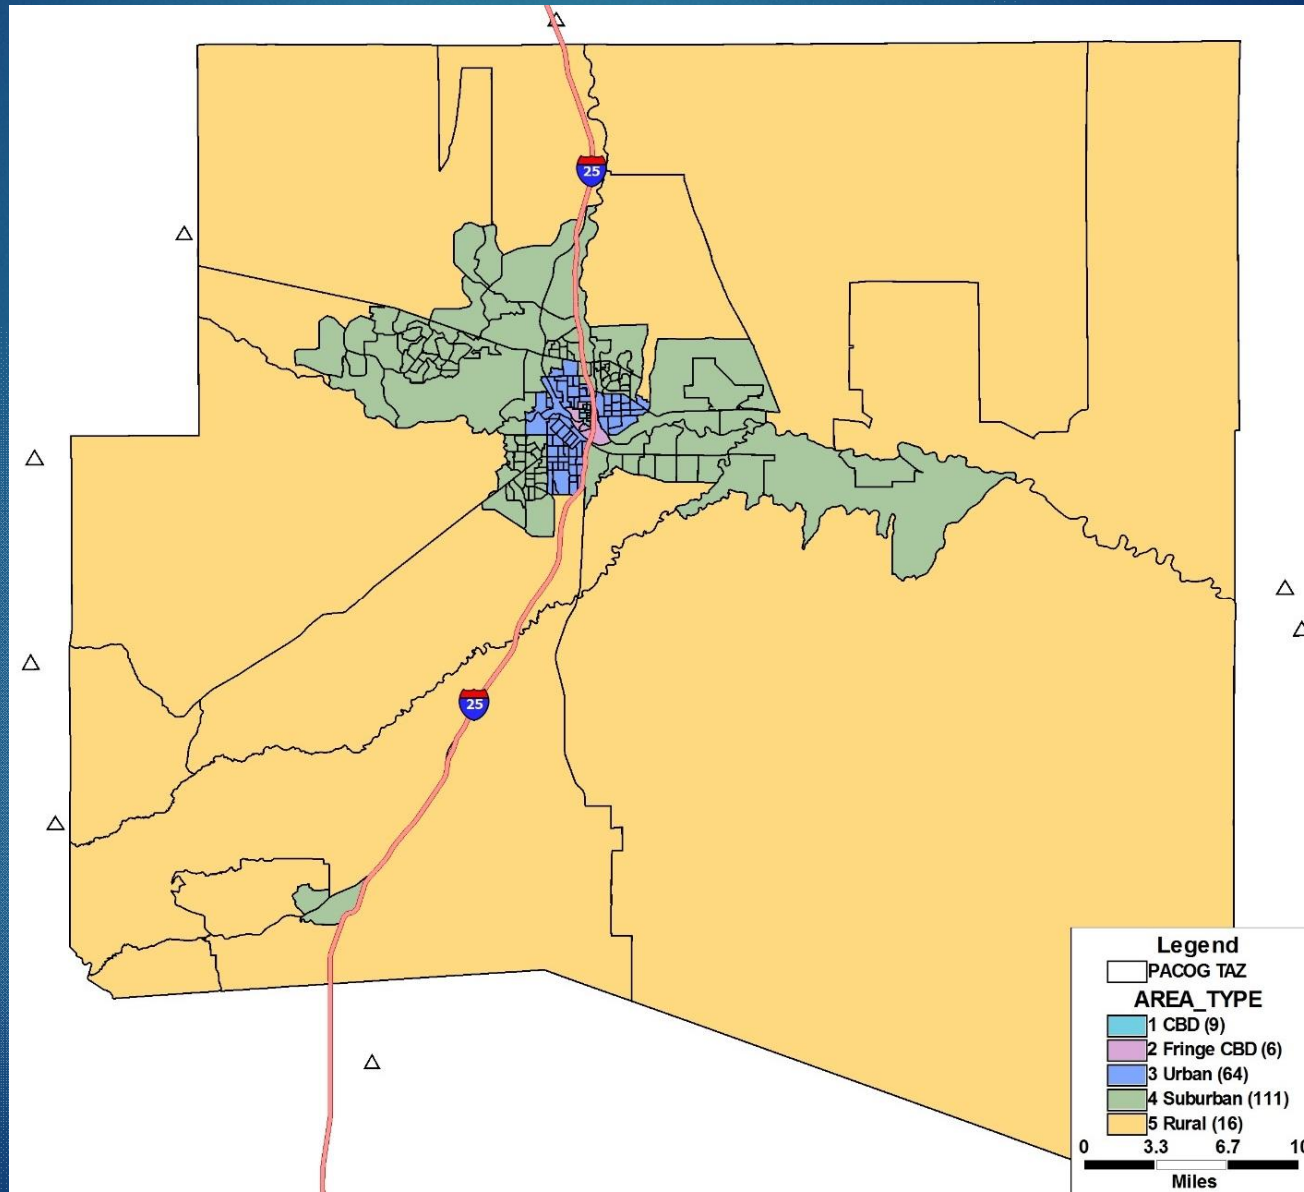 25
25
Legend
PACOG TAZ
AREA_TYPE
1 CBD (9)
2 Fringe CBD (6)
3 Urban (64)
4 Suburban (111)
5 Rural (16)
0 3.3 6.7 10
Miles